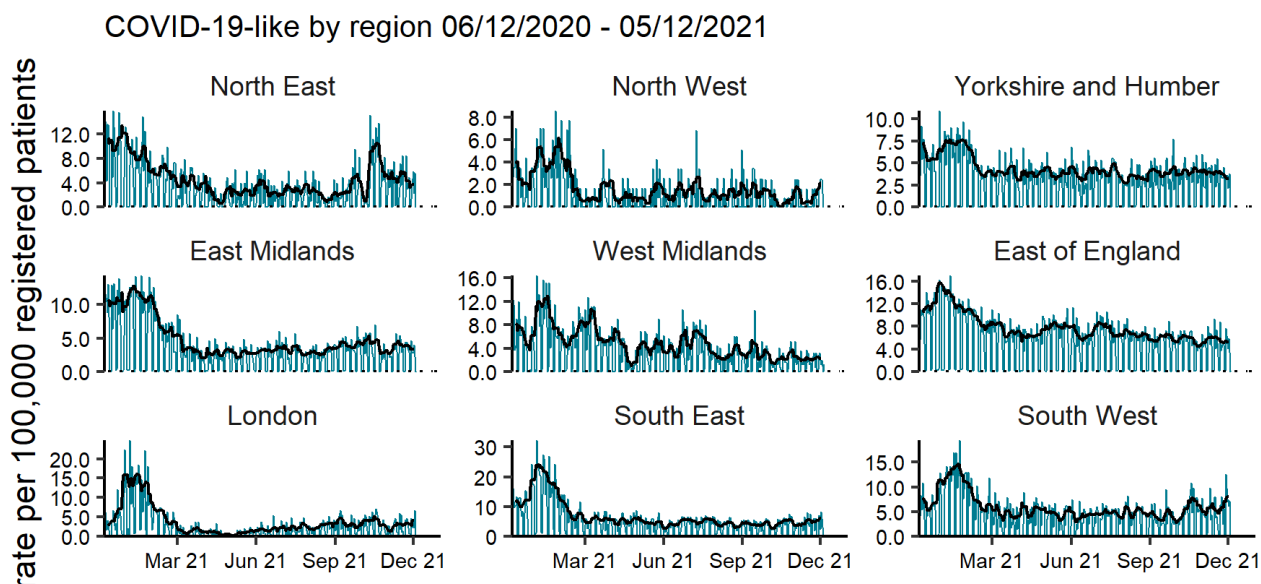 COVID-19-like by region 06/12/2020 - 05/12/2021
rate per 100,000 registered patients
North East
12.0
8.0
4.0
0.0
North West
8.0
6.0
4.0
2.0
0.0
Yorkshire and Humber
10.0
7.5
5.0
2.5
0.0
East Midlands
10.0
5.0
0.0
West Midlands
16.0
12.0
8.0
4.0
0.0
East of England
16.0
12.0
8.0
4.0
0.0
London
20.0
15.0
10.0
5.0
0.0
Mar 21 Jun 21 Sep 21 Dec 21
South East
30
20
10
0
Mar 21 Jun 21 Sep 21 Dec 21
South West
15.0
10.0
5.0
0.0
Mar 21 Jun 21 Sep 21 Dec 21